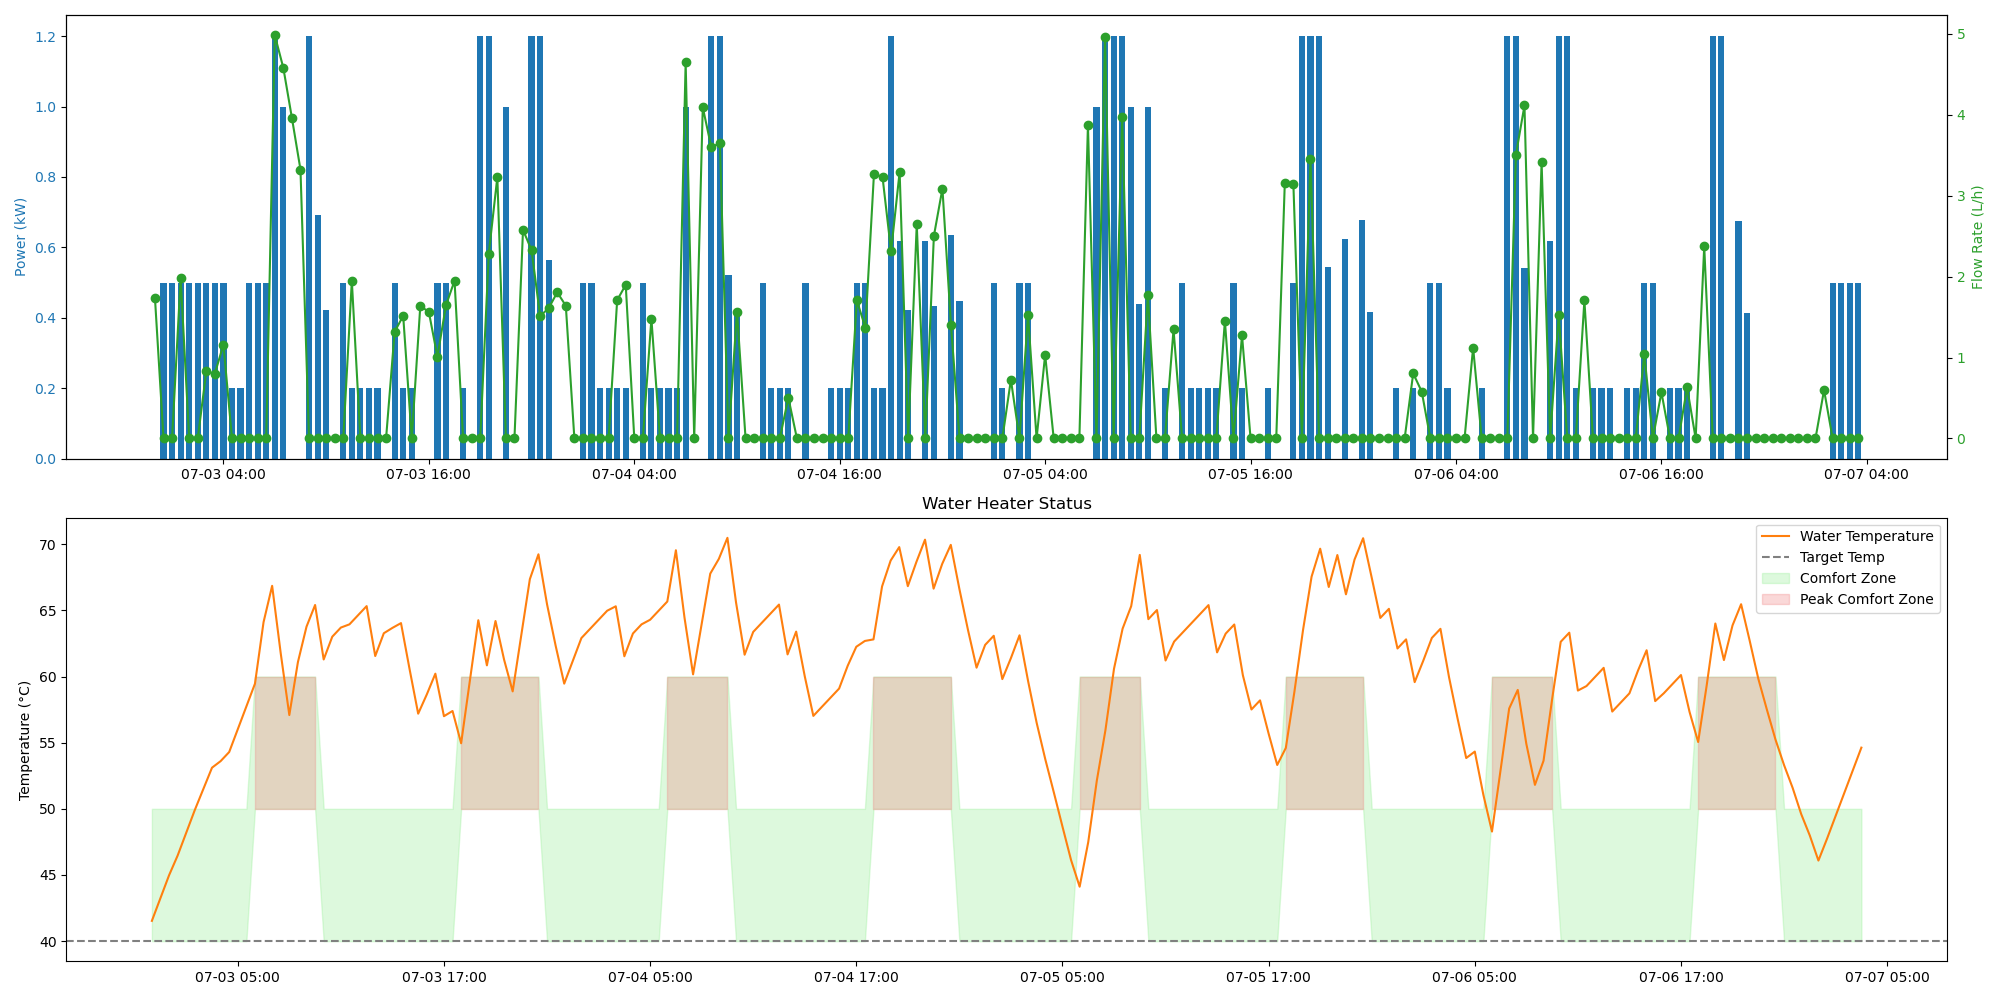 1.2
1.0
0.8
0.6
0.4
0.2
0.0
Power (kW)
5
4
3
2
1
0
Flow Rate (L/h)
07-03 04:00 07-03 16:00 07-04 04:00 07-04 16:00 07-05 04:00 07-05 16:00 07-06 04:00 07-06 16:00 07-07 04:00
Water Heater Status
70
65
60
55
50
45
40
Temperature (°C)
Water Temperature
Target Temp
Comfort Zone
Peak Comfort Zone
07-03 05:00 07-03 17:00 07-04 05:00 07-04 17:00 07-05 05:00 07-05 17:00 07-06 05:00 07-06 17:00 07-07 05:00